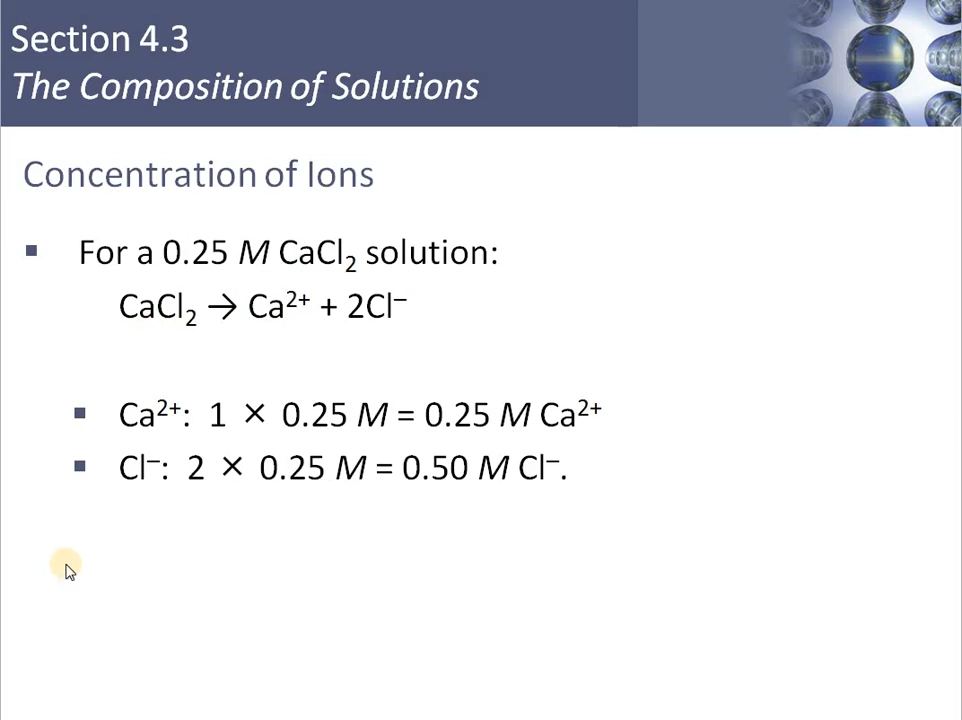 Section 4.3
The Composition of Solutions
Concentration of Ions
▪ For a 0.25 M CaCl₂ solution:
CaCl₂ → Ca²⁺ + 2Cl⁻
▪ Ca²⁺: 1 × 0.25 M = 0.25 M Ca²⁺
▪ Cl⁻: 2 × 0.25 M = 0.50 M Cl⁻.